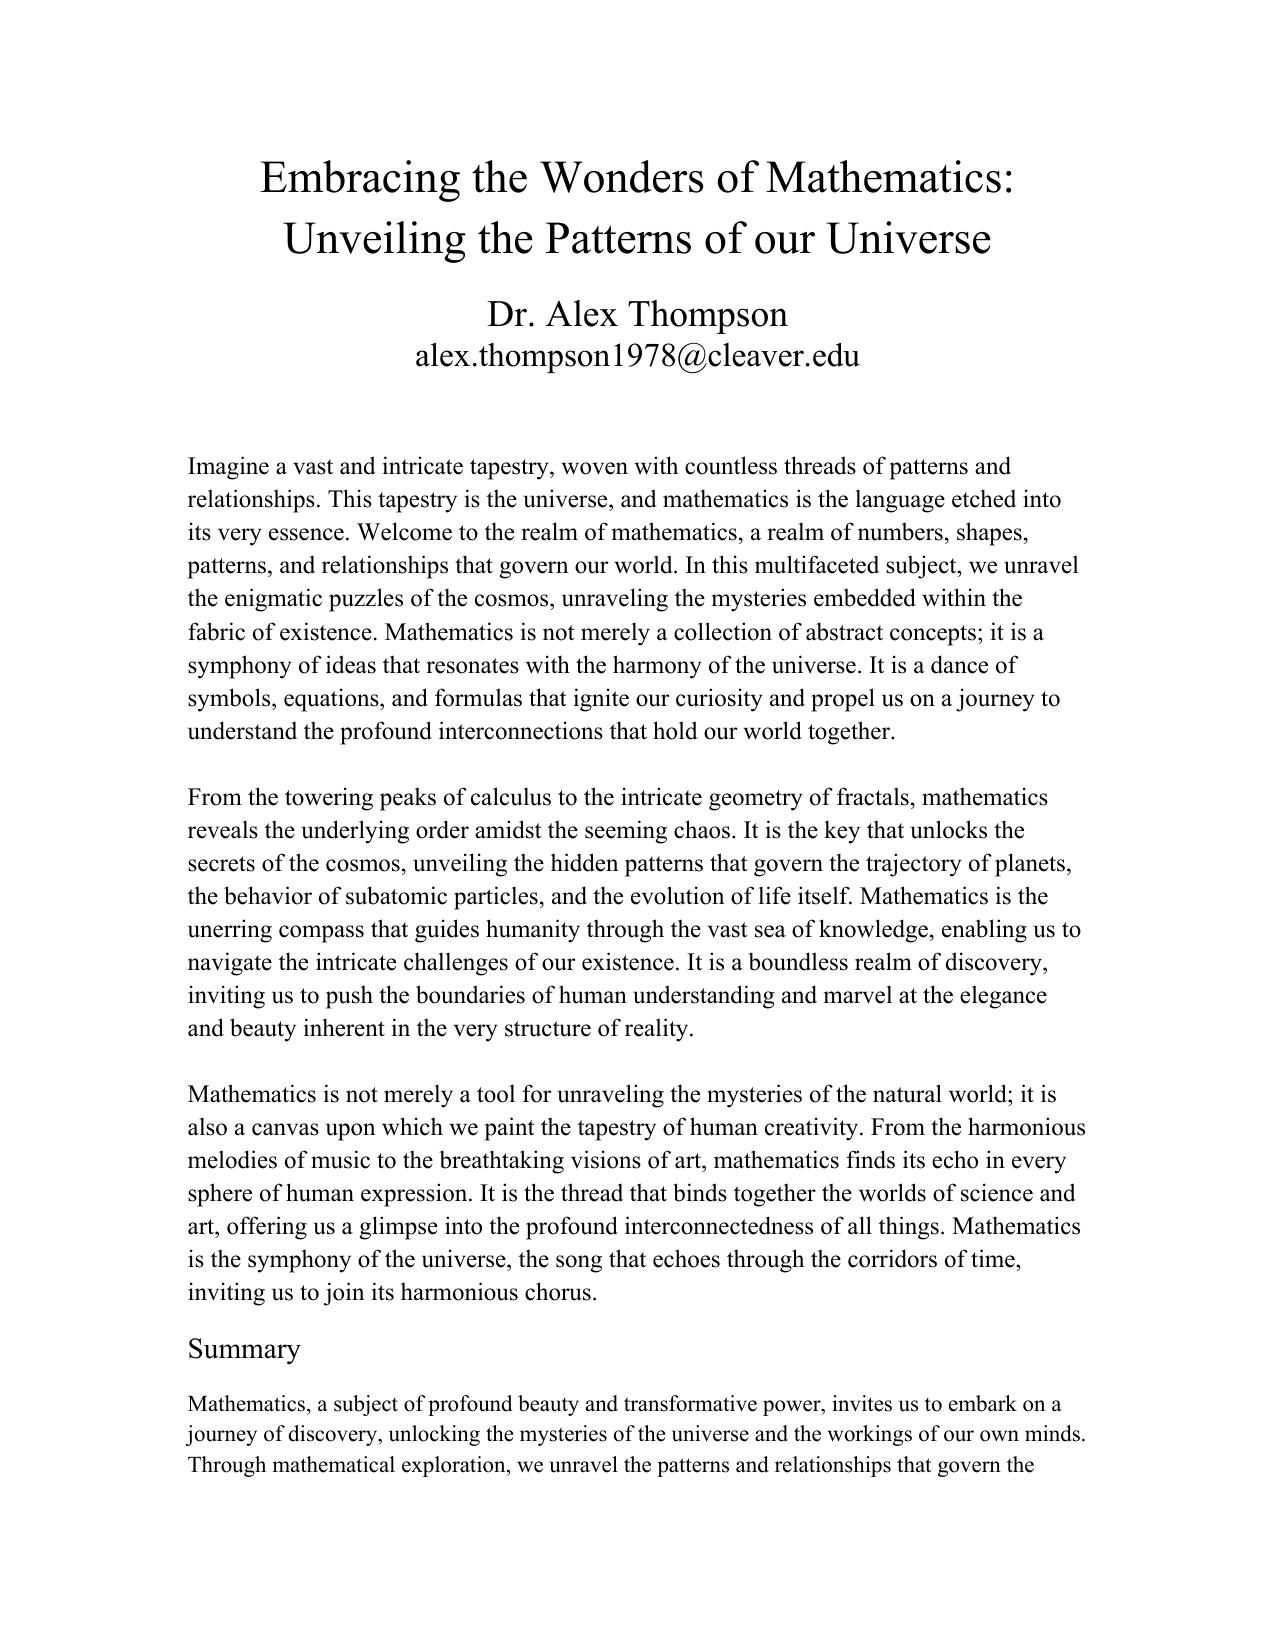 Embracing the Wonders of Mathematics:
Unveiling the Patterns of our Universe
Dr. Alex Thompson
alex.thompson1978@cleaver.edu
Imagine a vast and intricate tapestry, woven with countless threads of patterns and
relationships. This tapestry is the universe, and mathematics is the language etched into
its very essence. Welcome to the realm of mathematics, a realm of numbers, shapes,
patterns, and relationships that govern our world. In this multifaceted subject, we unravel
the enigmatic puzzles of the cosmos, unraveling the mysteries embedded within the
fabric of existence. Mathematics is not merely a collection of abstract concepts; it is a
symphony of ideas that resonates with the harmony of the universe. It is a dance of
symbols, equations, and formulas that ignite our curiosity and propel us on a journey to
understand the profound interconnections that hold our world together.
From the towering peaks of calculus to the intricate geometry of fractals, mathematics
reveals the underlying order amidst the seeming chaos. It is the key that unlocks the
secrets of the cosmos, unveiling the hidden patterns that govern the trajectory of planets,
the behavior of subatomic particles, and the evolution of life itself. Mathematics is the
unerring compass that guides humanity through the vast sea of knowledge, enabling us to
navigate the intricate challenges of our existence. It is a boundless realm of discovery,
inviting us to push the boundaries of human understanding and marvel at the elegance
and beauty inherent in the very structure of reality.
Mathematics is not merely a tool for unraveling the mysteries of the natural world; it is
also a canvas upon which we paint the tapestry of human creativity. From the harmonious
melodies of music to the breathtaking visions of art, mathematics finds its echo in every
sphere of human expression. It is the thread that binds together the worlds of science and
art, offering us a glimpse into the profound interconnectedness of all things. Mathematics
is the symphony of the universe, the song that echoes through the corridors of time,
inviting us to join its harmonious chorus.
Summary
Mathematics, a subject of profound beauty and transformative power, invites us to embark on a
journey of discovery, unlocking the mysteries of the universe and the workings of our own minds.
Through mathematical exploration, we unravel the patterns and relationships that govern the